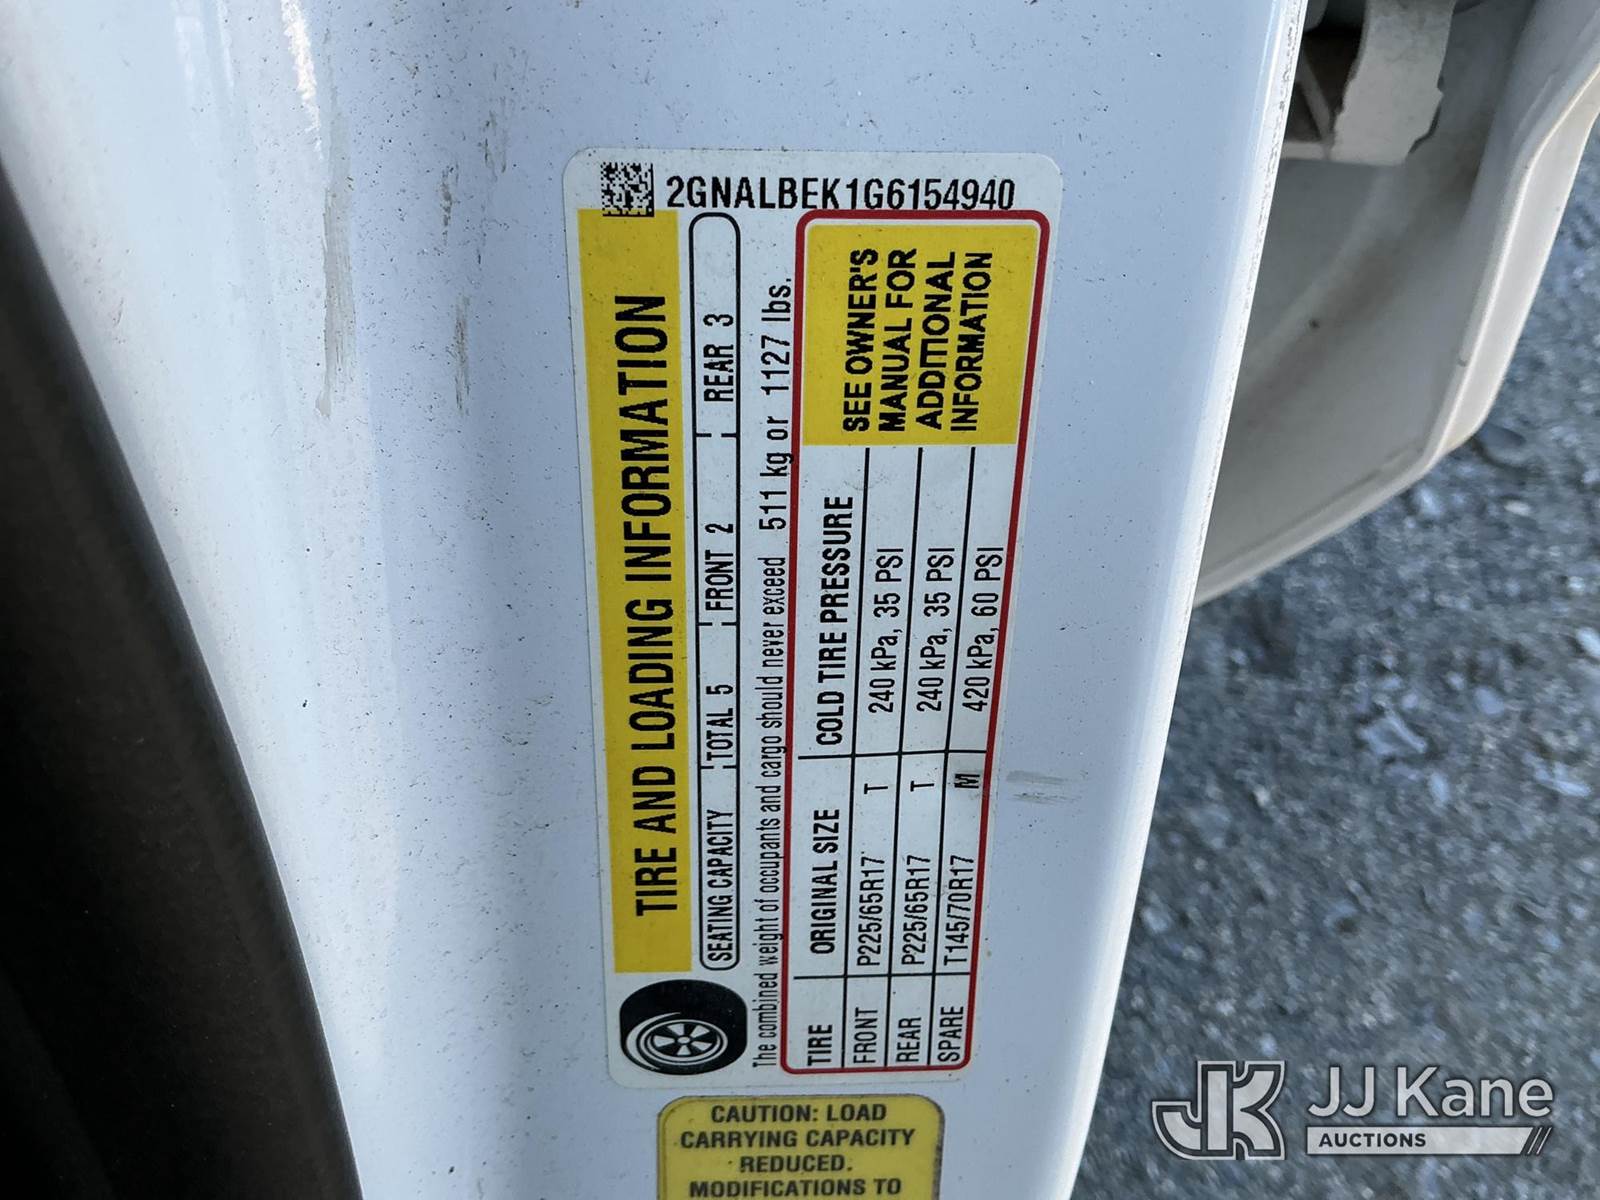 2GNALBEK1G6154940
TIRE AND LOADING INFORMATION
SEATING CAPACITY TOTAL 5 FRONT 2 REAR 3
The combined weight of occupants and cargo should never exceed 511 kg or 1127 lbs.
TIRE ORIGINAL SIZE COLD TIRE PRESSURE
FRONT P225/65R17 T 240 kPa, 35 PSI
REAR P225/65R17 T 240 kPa, 35 PSI
SPARE T145/70R17 M 420 kPa, 60 PSI
SEE OWNER'S
MANUAL FOR
ADDITIONAL
INFORMATION
CAUTION: LOAD
CARRYING CAPACITY
REDUCED.
MODIFICATIONS TO
JK JJ Kane
AUCTIONS